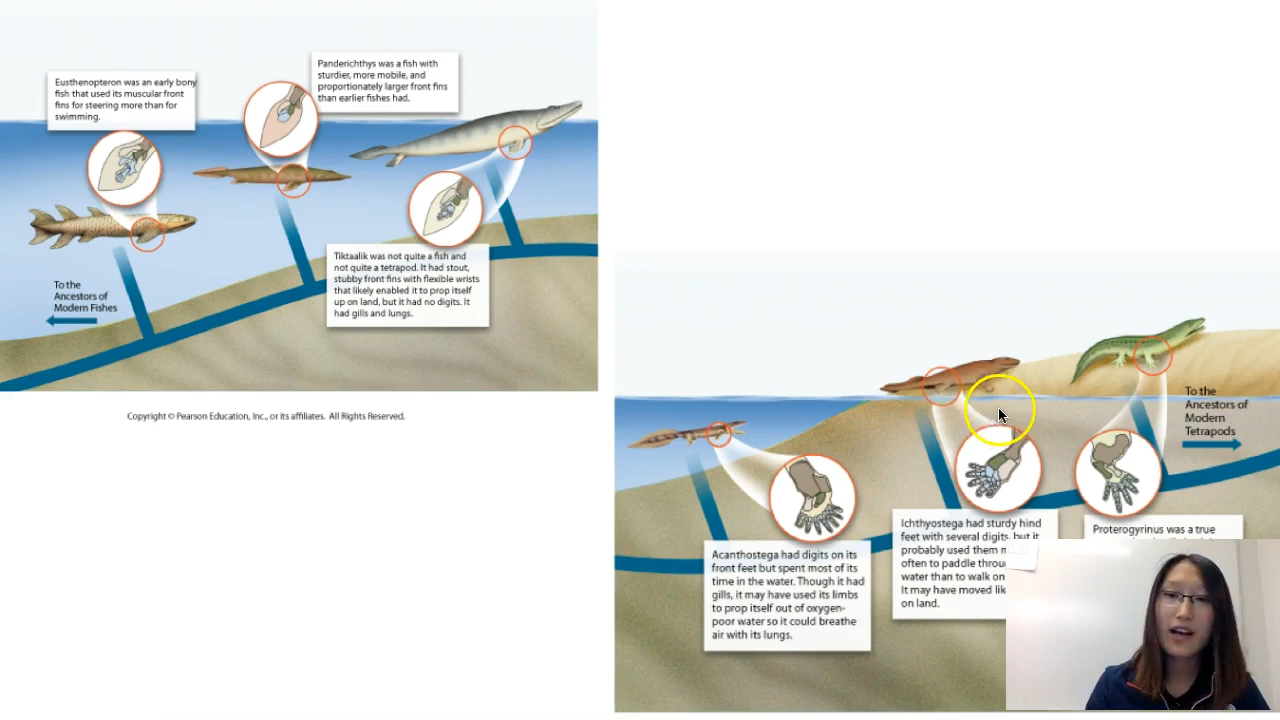 Eusthenopteron was an early bony
fish that used its muscular front
fins for steering more than for
swimming.
Panderichthys was a fish with
sturdier, more mobile, and
proportionately larger front fins
than earlier fishes had.
Tiktaalik was not quite a fish and
not quite a tetrapod. It had stout,
stubby front fins with flexible wrists
that likely enabled it to prop itself
up on land, but it had no digits. It
had gills and lungs.
To the
Ancestors of
Modern Fishes
Copyright © Pearson Education, Inc., or its affiliates. All Rights Reserved.
Acanthostega had digits on its
front feet but spent most of its
time in the water. Though it had
gills, it may have used its limbs
to prop itself out of oxygen-
poor water so it could breathe
air with its lungs.
Ichthyostega had sturdy hind
feet with several digits, but it
probably used them
often to paddle
water than to walk on
It may have moved
on land.
Proterogyrinus was a true
To the
Ancestors of
Modern
Tetrapods